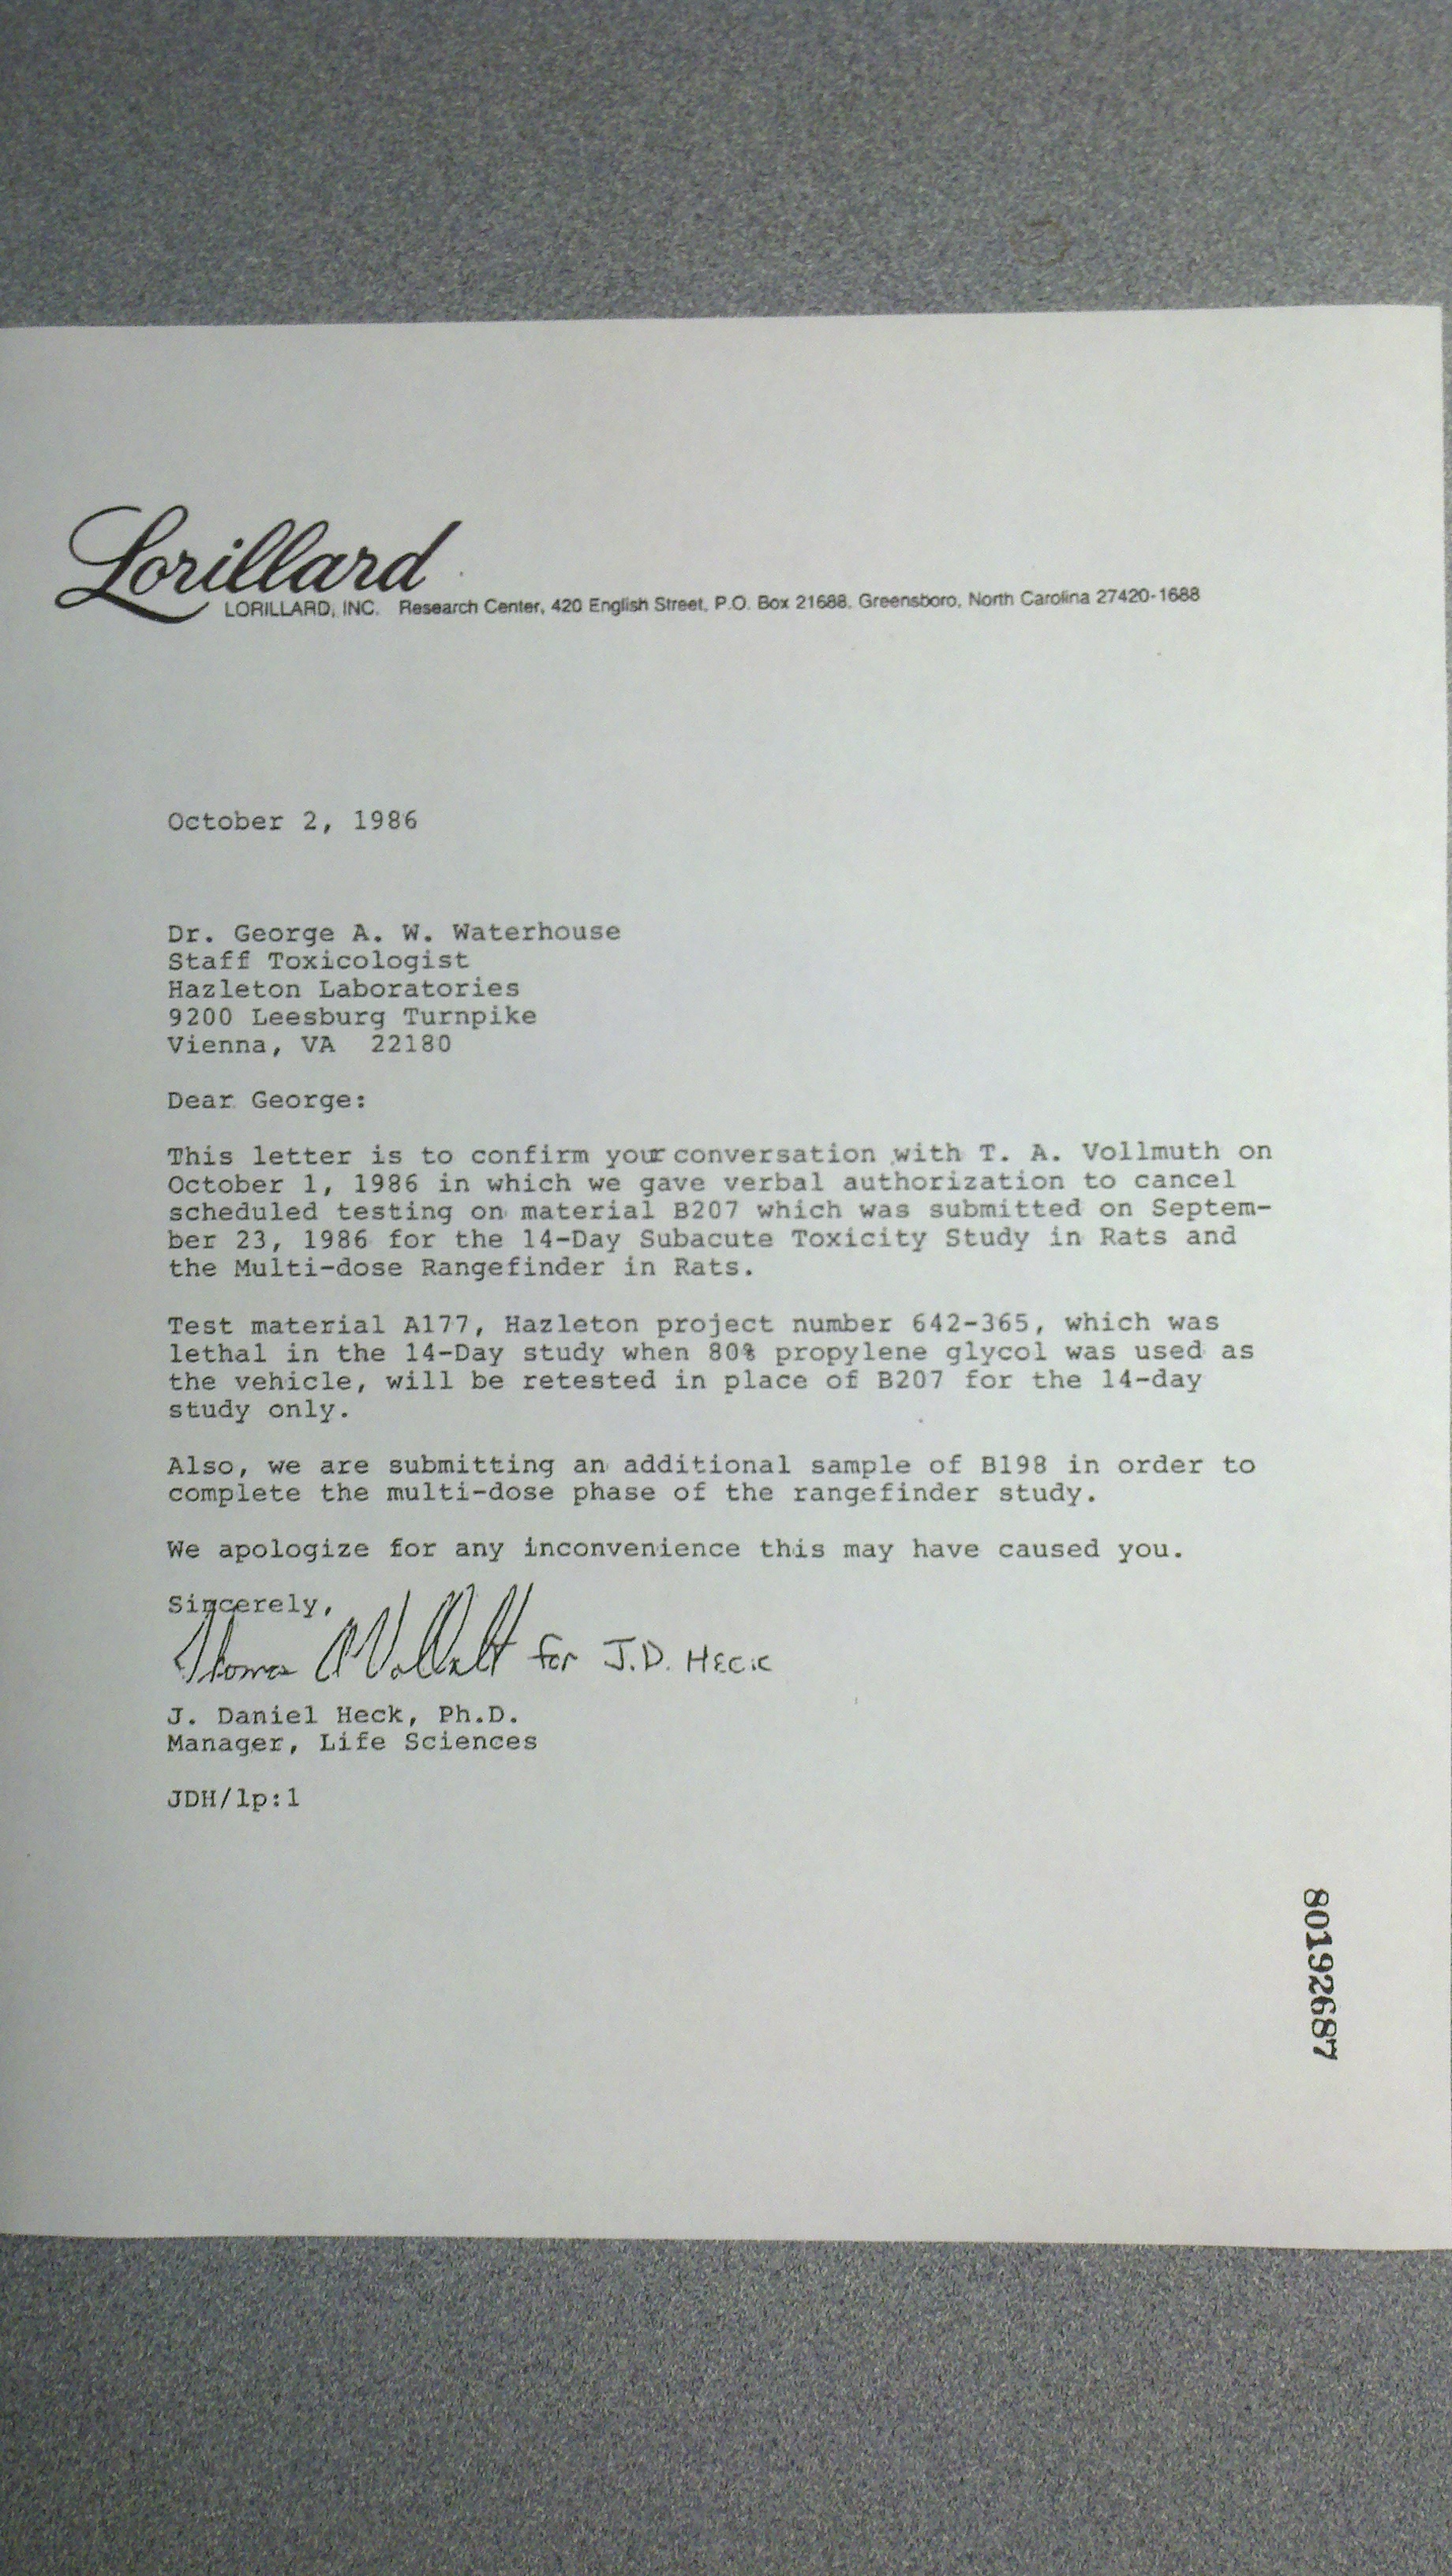 Lorillard
LORILLARD, INC. Research Center, 420 English Street, P.O. Box 21688, Greensboro, North Carolina 27420-1688
October 2, 1986
Dr. George A. W. Waterhouse
Staff Toxicologist
Hazleton Laboratories
9200 Leesburg Turnpike
Vienna, VA 22180
Dear George:
This letter is to confirm your conversation with T. A. Vollmuth on
October 1, 1986 in which we gave verbal authorization to cancel
scheduled testing on material B207 which was submitted on Septem-
ber 23, 1986 for the 14-Day Subacute Toxicity Study in Rats and
the Multi-dose Rangefinder in Rats.
Test material A177, Hazleton project number 642-365, which was
lethal in the 14-Day study when 80% propylene glycol was used as
the vehicle, will be retested in place of B207 for the 14-day
study only.
Also, we are submitting an additional sample of B198 in order to
complete the multi-dose phase of the rangefinder study.
We apologize for any inconvenience this may have caused you.
Sincerely,
Thomas A for J.D. HECK
J. Daniel Heck, Ph.D.
Manager, Life Sciences
JDH/lp:1
80192687